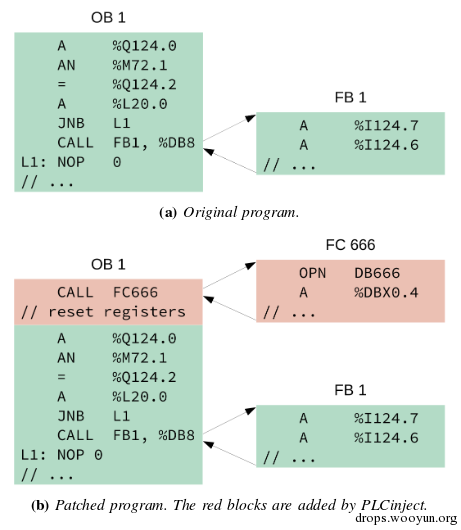 OB 1
A %Q124.0
AN %M72.1
= %Q124.2
A %L20.0
JNB L1
CALL FB1, %DB8
L1: NOP 0
// ...
FB 1
A %I124.7
A %I124.6
// ...
(a) Original program.
OB 1
CALL FC666
// reset registers
A %Q124.0
AN %M72.1
= %Q124.2
A %L20.0
JNB L1
CALL FB1, %DB8
L1: NOP 0
// ...
FC 666
OPN DB666
A %DBX0.4
// ...
FB 1
A %I124.7
A %I124.6
// ...
(b) Patched program. The red blocks are added by PLCinject.
drops.wooyun.org